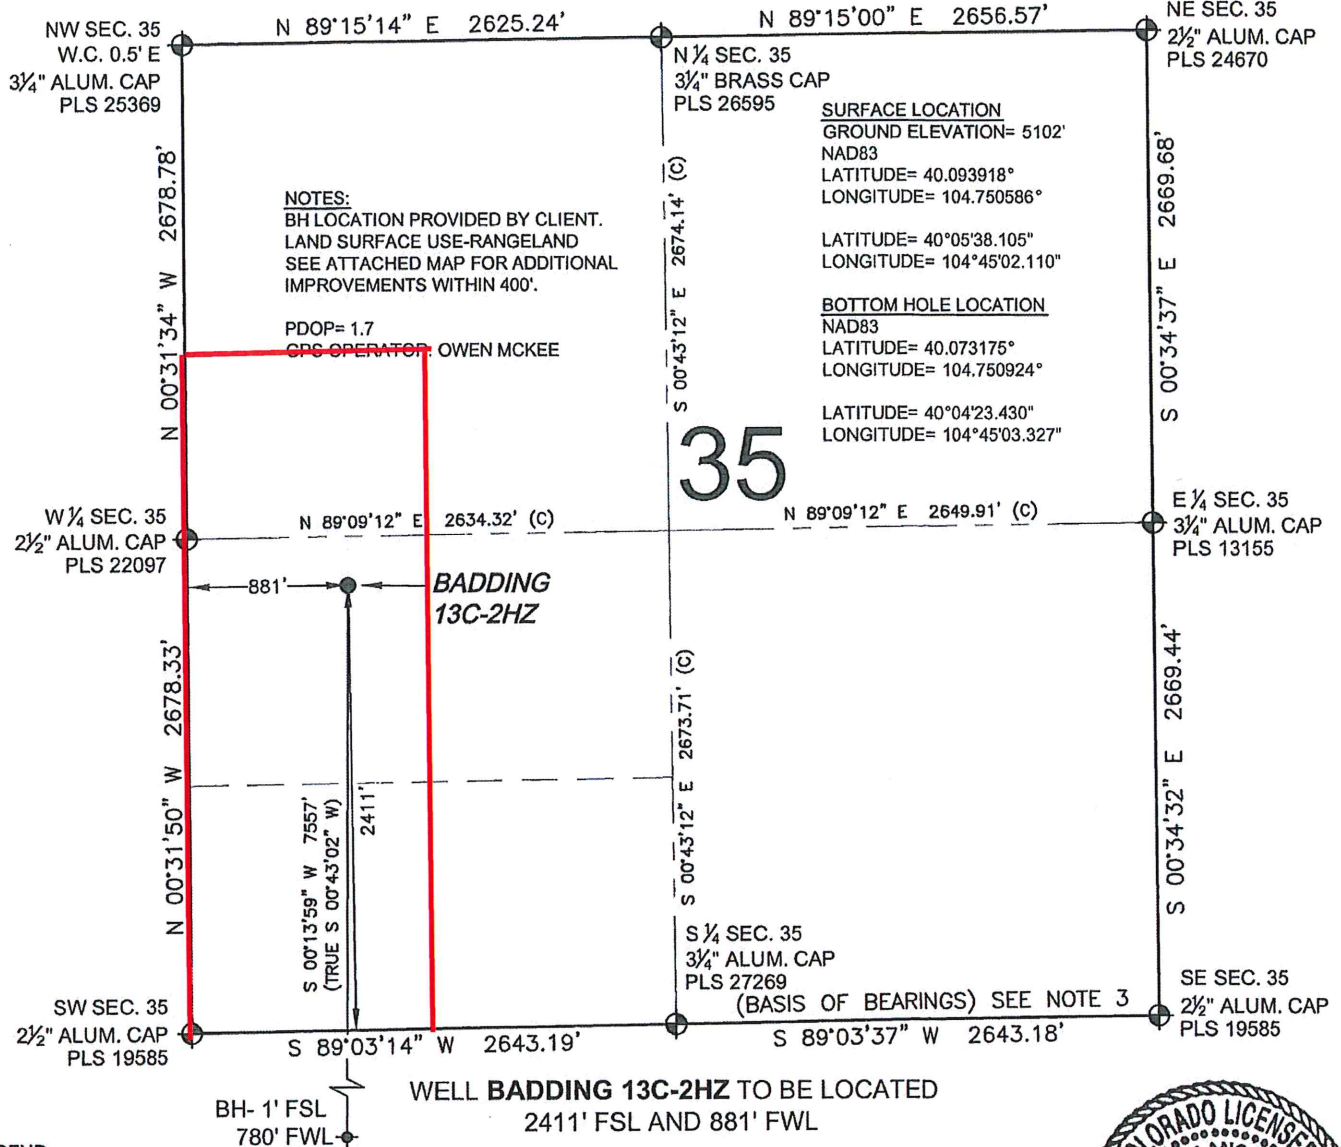 N 89°15'14" E 2625.24'
N 89°15'00" E 2656.57'
NW SEC. 35
W.C. 0.5' E
3¼" ALUM. CAP
PLS 25369
N ¼ SEC. 35
3¼" BRASS CAP
PLS 26595
NE SEC. 35
2½" ALUM. CAP
PLS 24670
SURFACE LOCATION
GROUND ELEVATION= 5102'
NAD83
LATITUDE= 40.093918°
LONGITUDE= 104.750586°
LATITUDE= 40°05'38.105"
LONGITUDE= 104°45'02.110"
BOTTOM HOLE LOCATION
NAD83
LATITUDE= 40.073175°
LONGITUDE= 104.750924°
LATITUDE= 40°04'23.430"
LONGITUDE= 104°45'03.327"
NOTES:
BH LOCATION PROVIDED BY CLIENT.
LAND SURFACE USE-RANGELAND
SEE ATTACHED MAP FOR ADDITIONAL
IMPROVEMENTS WITHIN 400'.
PDOP= 1.7
GPS OPERATOR: OWEN MCKEE
N 00°31'34" W 2678.78'
S 00°43'12" E 2674.14' (C)
S 00°34'37" E 2669.68'
35
W ¼ SEC. 35
2½" ALUM. CAP
PLS 22097
N 89°09'12" E 2634.32' (C)
N 89°09'12" E 2649.91' (C)
E ¼ SEC. 35
3¼" ALUM. CAP
PLS 13155
881'
BADDING
13C-2HZ
N 00°31'50" W 2678.33'
S 00°13'59" W 7557'
(TRUE S 00°43'02" W)
2411'
S 00°43'12" E 2673.71' (C)
S 00°34'32" E 2669.44'
S ¼ SEC. 35
3¼" ALUM. CAP
PLS 27269
(BASIS OF BEARINGS) SEE NOTE 3
SW SEC. 35
2½" ALUM. CAP
PLS 19585
SE SEC. 35
2½" ALUM. CAP
PLS 19585
S 89°03'14" W 2643.19'
S 89°03'37" W 2643.18'
WELL BADDING 13C-2HZ TO BE LOCATED
2411' FSL AND 881' FWL
BH- 1' FSL
780' FWL